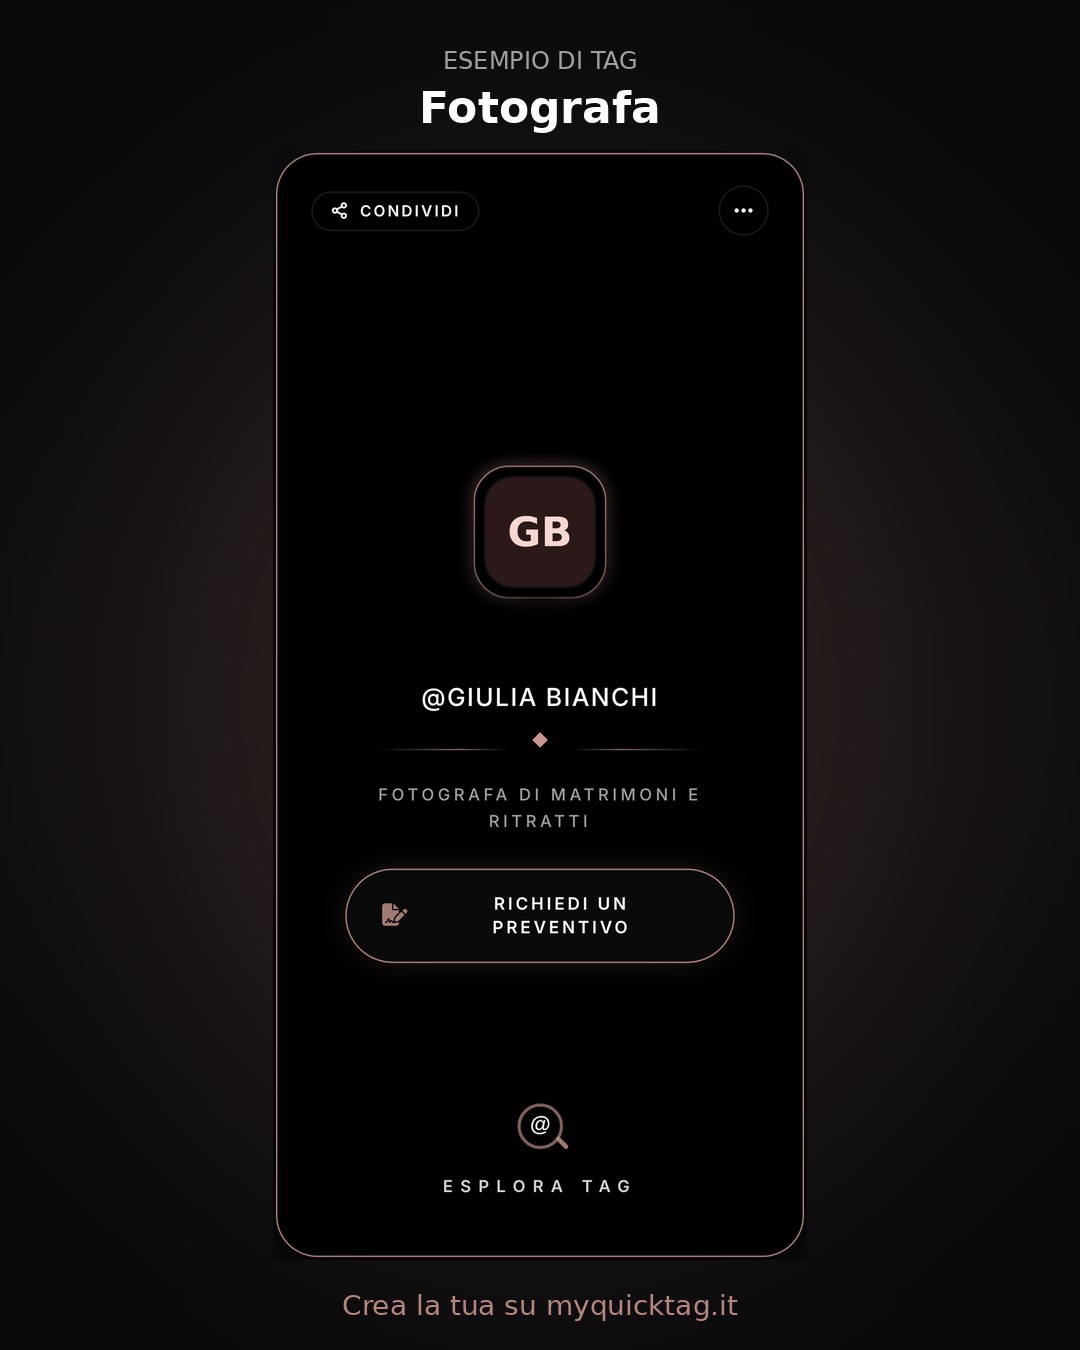 ESEMPIO DI TAG
Fotografa
CONDIVIDI
GB
@GIULIA BIANCHI
FOTOGRAFA DI MATRIMONI E
RITRATTI
RICHIEDI UN
PREVENTIVO
@
ESPLORA TAG
Crea la tua su myquicktag.it